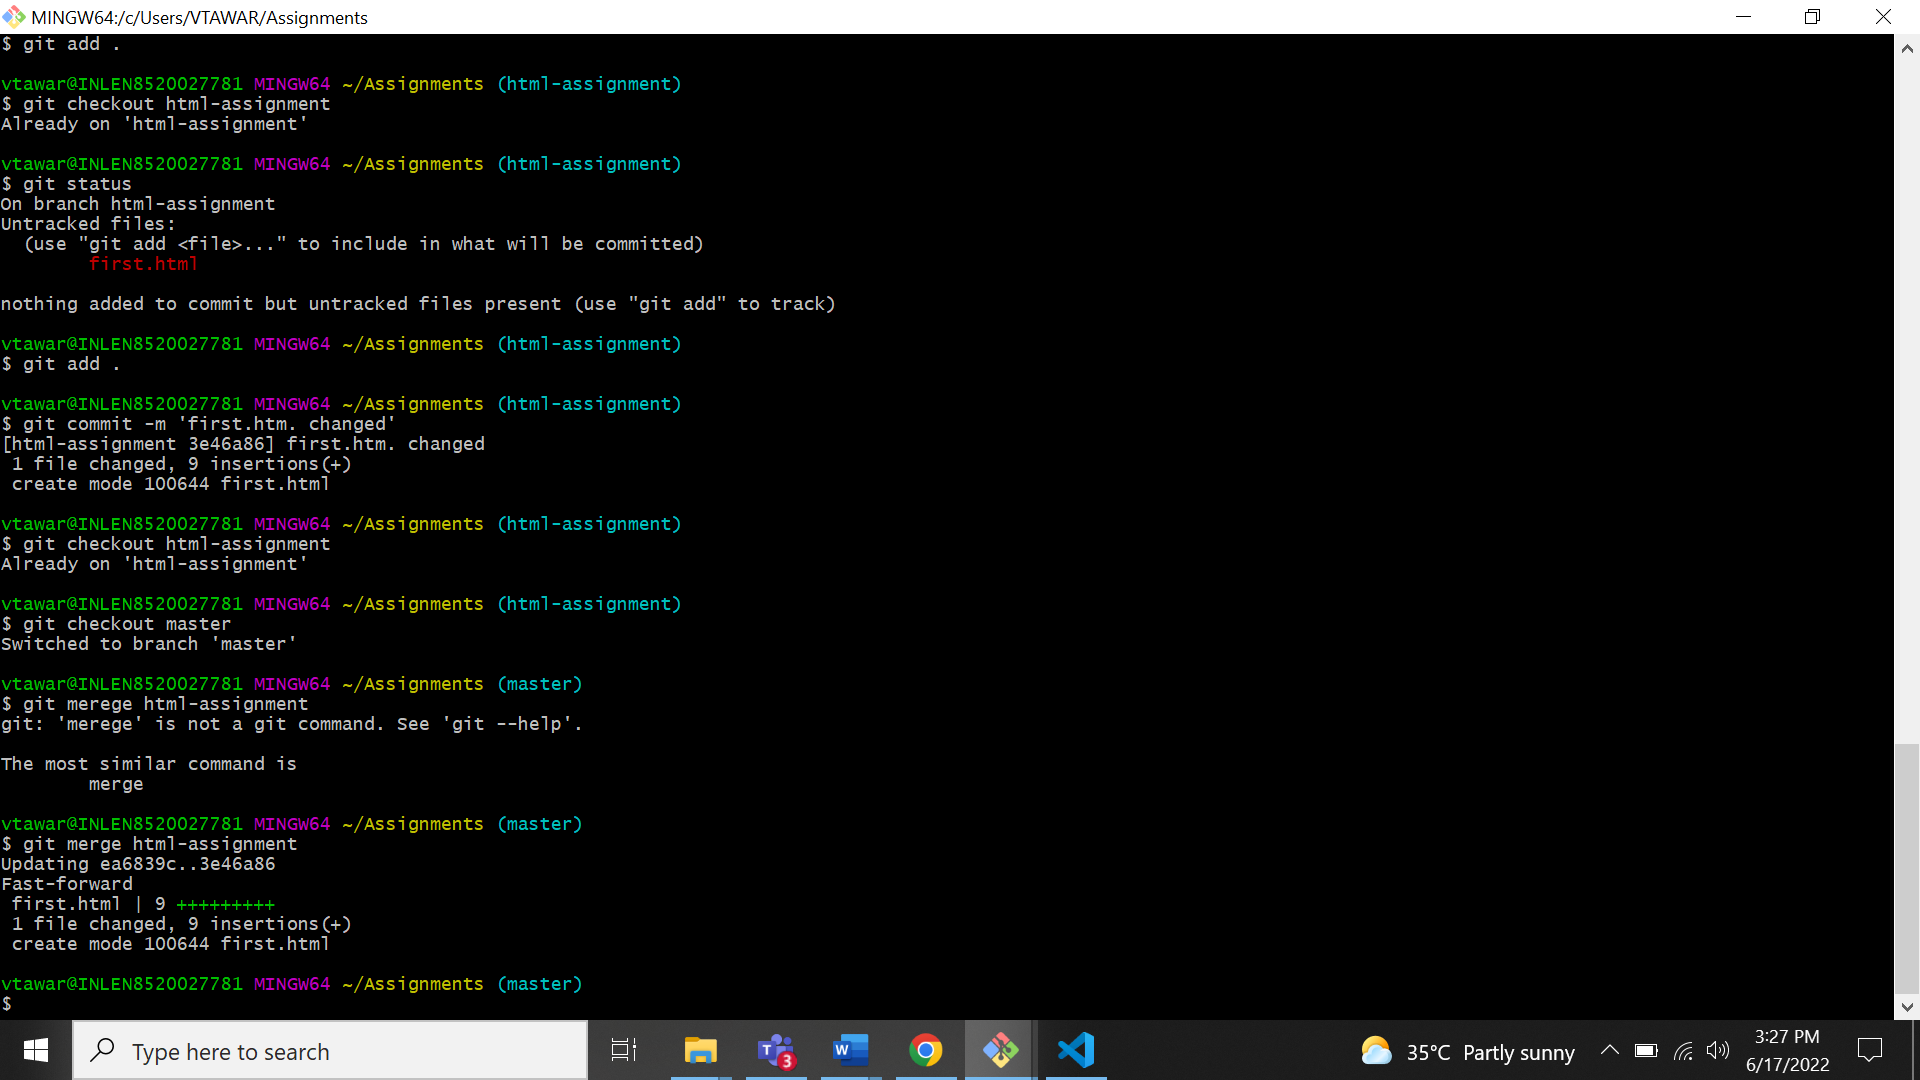 MINGW64:/c/Users/VTAWAR/Assignments
$ git add .
vtawar@INLEN8520027781 MINGW64 ~/Assignments (html-assignment)
$ git checkout html-assignment
Already on 'html-assignment'
vtawar@INLEN8520027781 MINGW64 ~/Assignments (html-assignment)
$ git status
On branch html-assignment
Untracked files:
  (use "git add <file>..." to include in what will be committed)
        first.html
nothing added to commit but untracked files present (use "git add" to track)
vtawar@INLEN8520027781 MINGW64 ~/Assignments (html-assignment)
$ git add .
vtawar@INLEN8520027781 MINGW64 ~/Assignments (html-assignment)
$ git commit -m 'first.htm. changed'
[html-assignment 3e46a86] first.htm. changed
 1 file changed, 9 insertions(+)
 create mode 100644 first.html
vtawar@INLEN8520027781 MINGW64 ~/Assignments (html-assignment)
$ git checkout html-assignment
Already on 'html-assignment'
vtawar@INLEN8520027781 MINGW64 ~/Assignments (html-assignment)
$ git checkout master
Switched to branch 'master'
vtawar@INLEN8520027781 MINGW64 ~/Assignments (master)
$ git merege html-assignment
git: 'merege' is not a git command. See 'git --help'.
The most similar command is
        merge
vtawar@INLEN8520027781 MINGW64 ~/Assignments (master)
$ git merge html-assignment
Updating ea6839c..3e46a86
Fast-forward
 first.html | 9 +++++++++
 1 file changed, 9 insertions(+)
 create mode 100644 first.html
vtawar@INLEN8520027781 MINGW64 ~/Assignments (master)
$
Type here to search
3
35°C Partly sunny
3:27 PM
6/17/2022